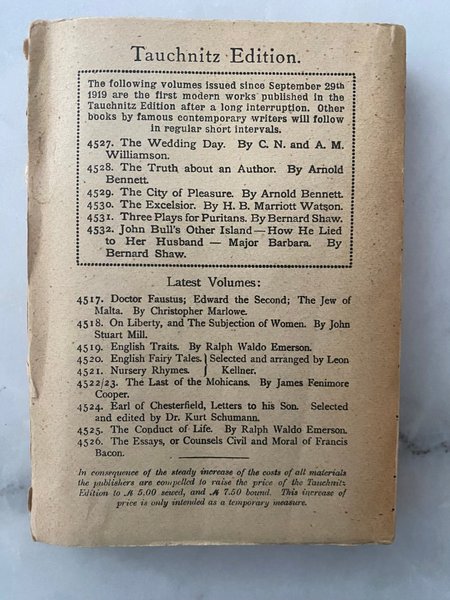 Tauchnitz Edition.
The following volumes issued since September 29th
1919 are the first modern works published in the
Tauchnitz Edition after a long interruption. Other
books by famous contemporary writers will follow
in regular short intervals.
4527. The Wedding Day. By C. N. and A. M.
Williamson.
4528. The Truth about an Author. By Arnold
Bennett.
4529. The City of Pleasure. By Arnold Bennett.
4530. The Excelsior. By H. B. Marriott Watson.
4531. Three Plays for Puritans. By Bernard Shaw.
4532. John Bull's Other Island — How He Lied
to Her Husband — Major Barbara. By
Bernard Shaw.
Latest Volumes:
4517. Doctor Faustus; Edward the Second; The Jew of
Malta. By Christopher Marlowe.
4518. On Liberty, and The Subjection of Women. By John
Stuart Mill.
4519. English Traits. By Ralph Waldo Emerson.
4520. English Fairy Tales. } Selected and arranged by Leon
4521. Nursery Rhymes. } Kellner.
4522/23. The Last of the Mohicans. By James Fenimore
Cooper.
4524. Earl of Chesterfield, Letters to his Son. Selected
and edited by Dr. Kurt Schumann.
4525. The Conduct of Life. By Ralph Waldo Emerson.
4526. The Essays, or Counsels Civil and Moral of Francis
Bacon.
In consequence of the steady increase of the costs of all materials
the publishers are compelled to raise the price of the Tauchnitz
Edition to ℳ 5.00 sewed, and ℳ 7.50 bound. This increase of
price is only intended as a temporary measure.